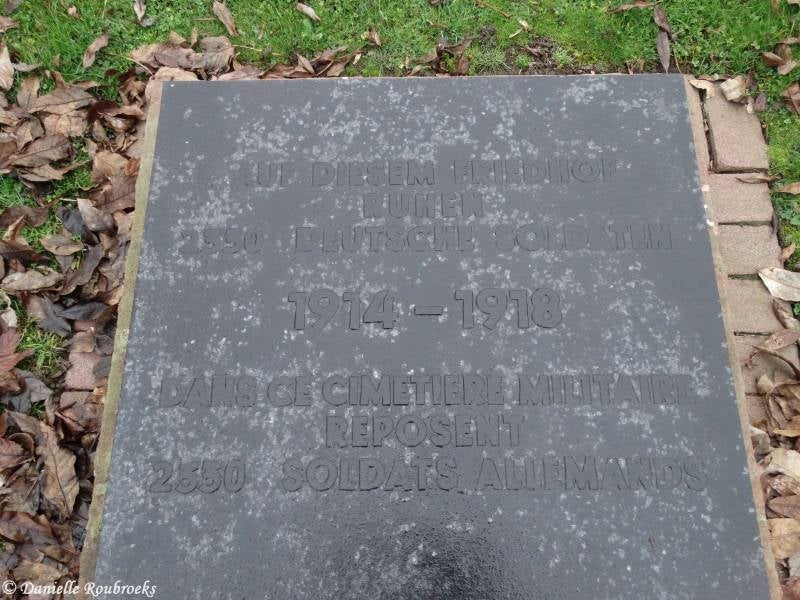 AUF DIESEM FRIEDHOF
RUHEN
2550 DEUTSCHE SOLDATEN
1914 - 1918
DANS CE CIMETIERE MILITAIRE
REPOSENT
2550 SOLDATS ALLEMANDS
© Danielle Roubroeks